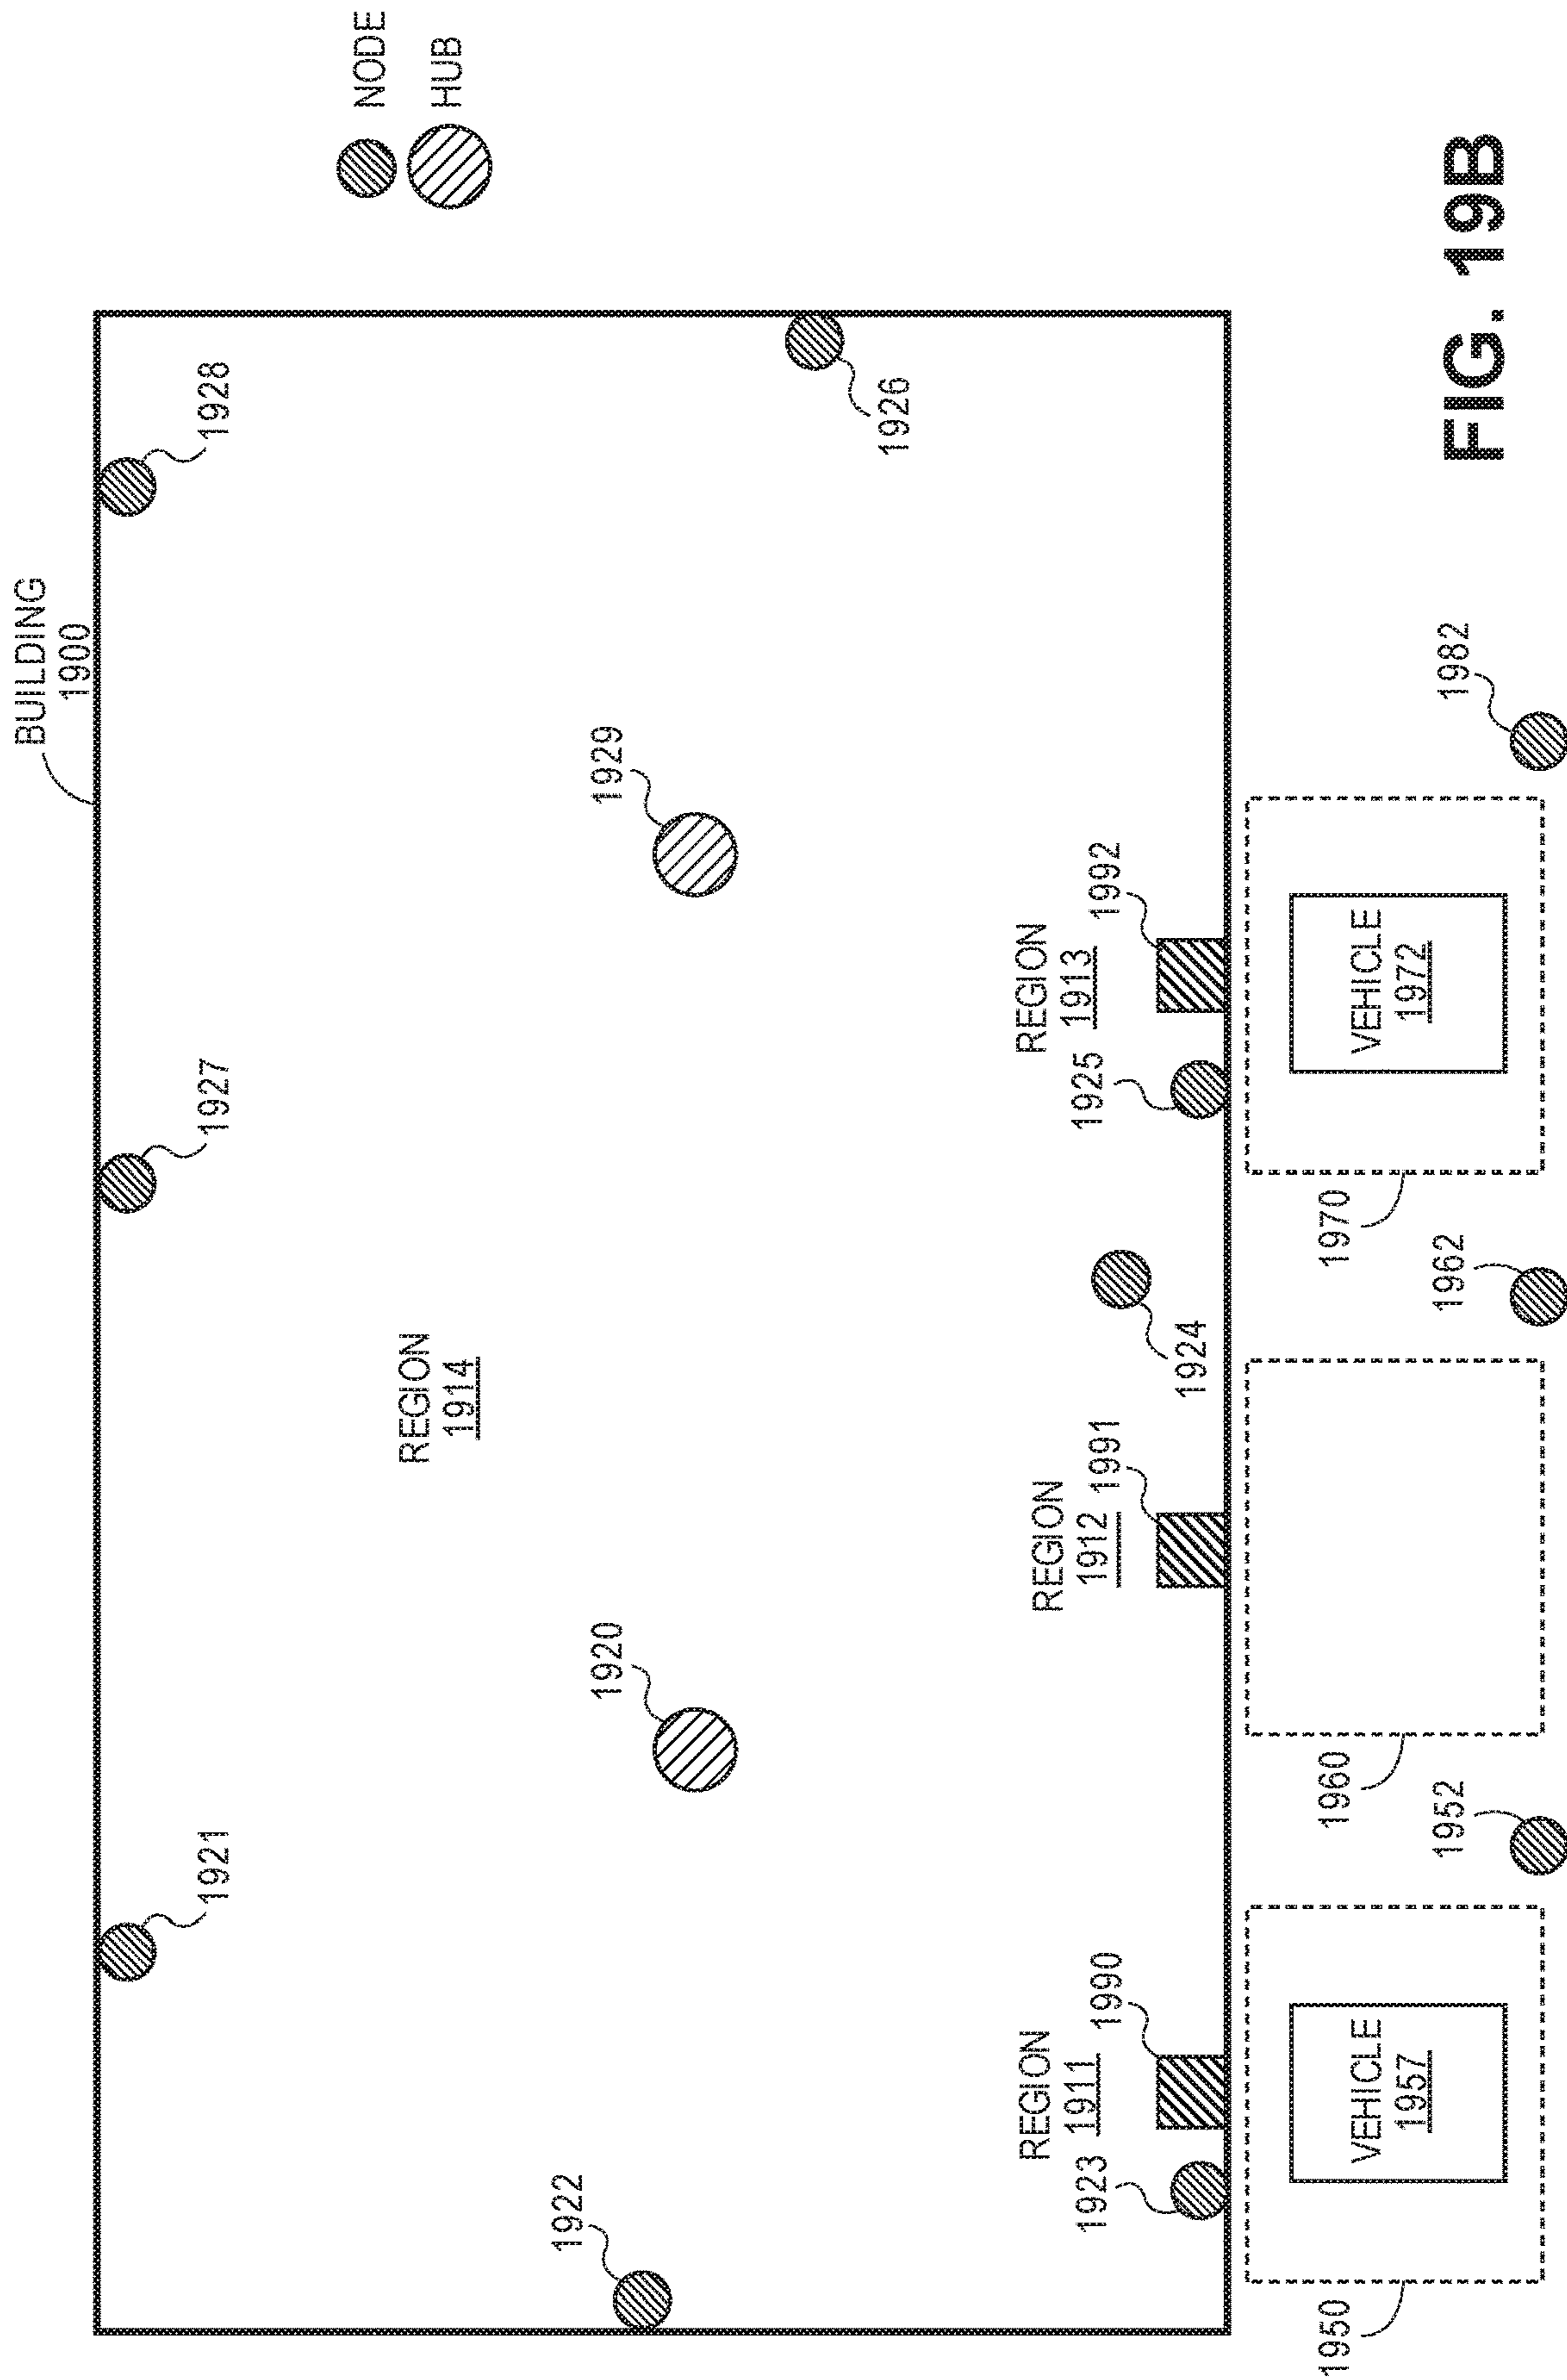 BUILDING
1900
NODE
HUB
1921
1927
1928
REGION
1914
1922
1920
1929
1926
REGION
1911
1990
1923
REGION
1912
1991
1924
REGION
1913
1992
1925
VEHICLE
1957
1950
1952
1960
1962
VEHICLE
1972
1970
1982
FIG. 19B